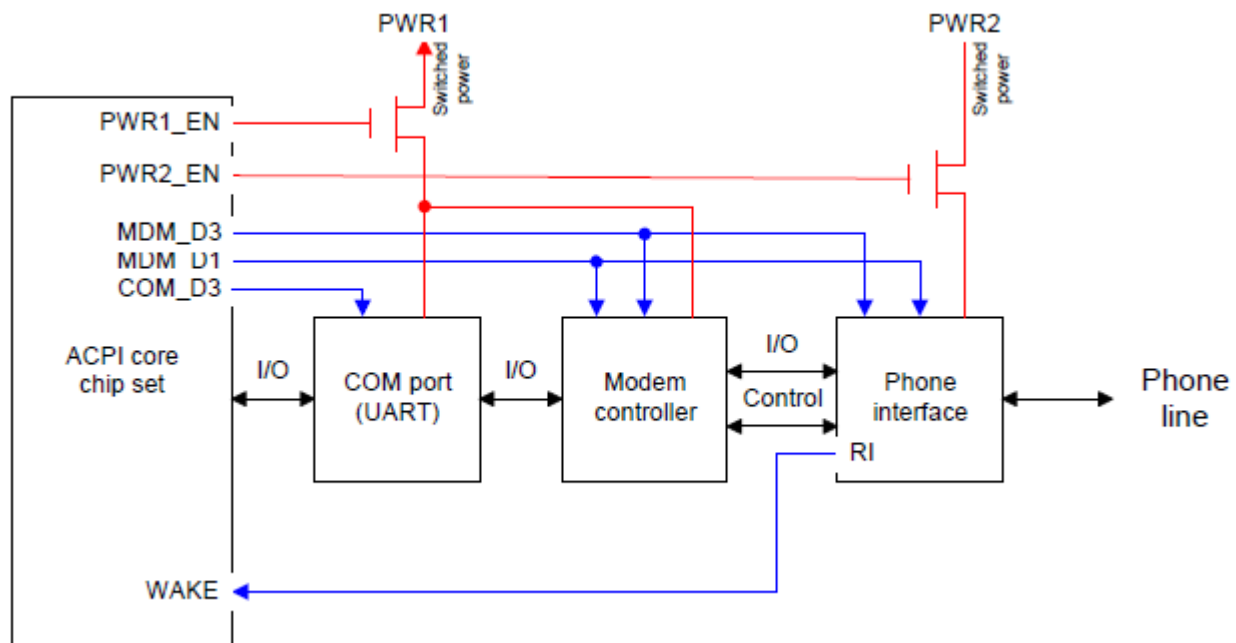 PWR1
PWR2
Switched
power
Switched
power
PWR1_EN
PWR2_EN
MDM_D3
MDM_D1
COM_D3
ACPI core
chip set
I/O
COM port
(UART)
I/O
Modem
controller
I/O
Control
Phone
interface
RI
Phone
line
WAKE